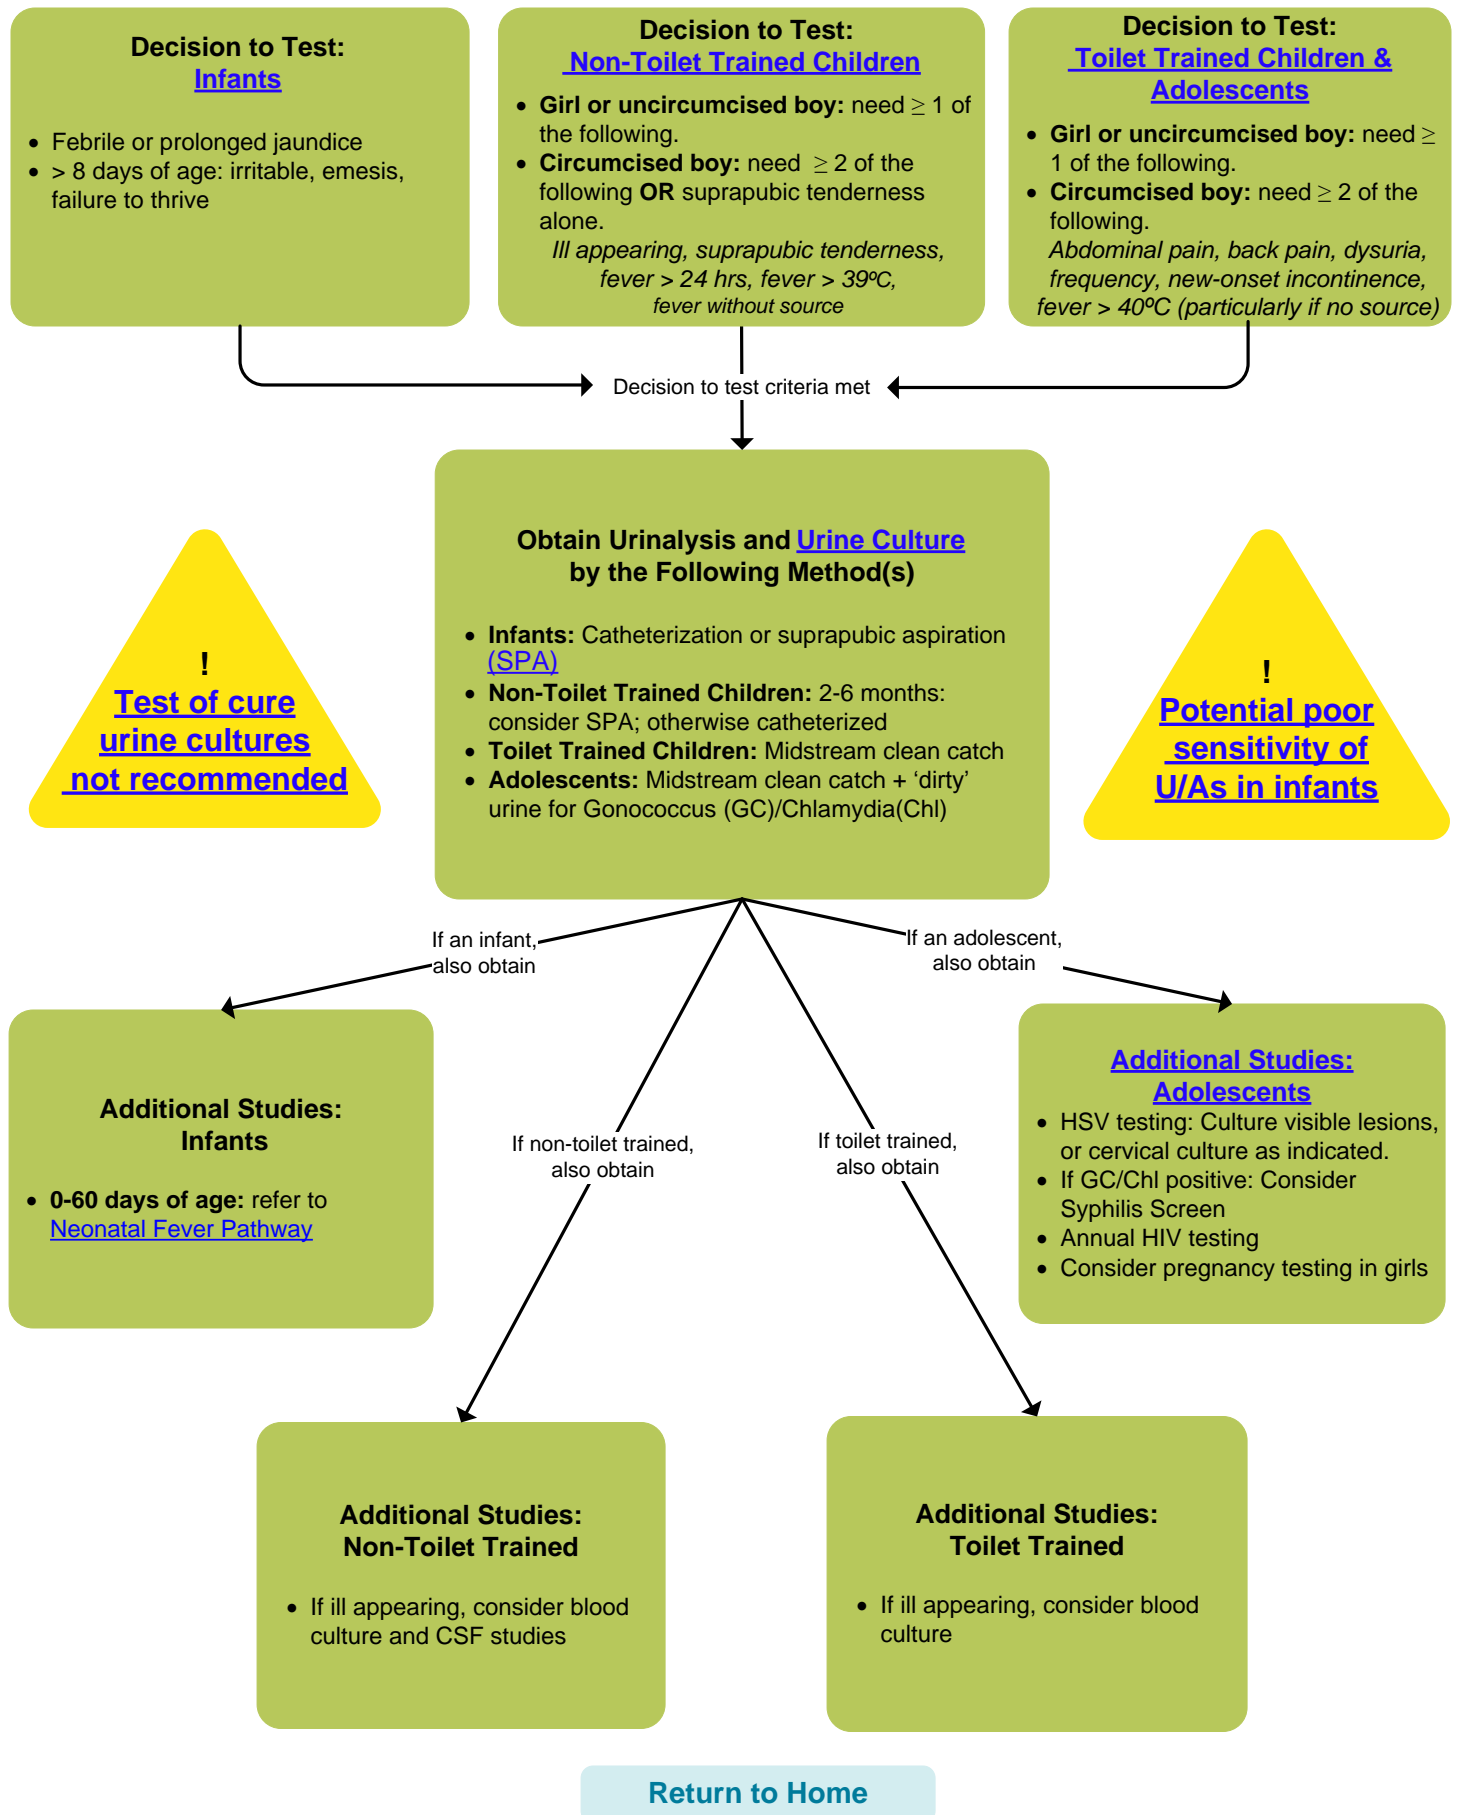 Decision to Test:
Infants
• Febrile or prolonged jaundice
• > 8 days of age: irritable, emesis,
failure to thrive
Decision to Test:
Non-Toilet Trained Children
• Girl or uncircumcised boy: need ≥ 1 of
the following.
• Circumcised boy: need ≥ 2 of the
following OR suprapubic tenderness
alone.
Ill appearing, suprapubic tenderness,
fever > 24 hrs, fever > 39ºC,
fever without source
Decision to Test:
Toilet Trained Children &
Adolescents
• Girl or uncircumcised boy: need ≥
1 of the following.
• Circumcised boy: need ≥ 2 of the
following.
Abdominal pain, back pain, dysuria,
frequency, new-onset incontinence,
fever > 40ºC (particularly if no source)
Decision to test criteria met
Obtain Urinalysis and Urine Culture
by the Following Method(s)
• Infants: Catheterization or suprapubic aspiration
(SPA)
• Non-Toilet Trained Children: 2-6 months:
consider SPA; otherwise catheterized
• Toilet Trained Children: Midstream clean catch
• Adolescents: Midstream clean catch + ‘dirty’
urine for Gonococcus (GC)/Chlamydia(Chl)
!
Test of cure
urine cultures
not recommended
!
Potential poor
sensitivity of
U/As in infants
If an infant,
also obtain
If an adolescent,
also obtain
If non-toilet trained,
also obtain
If toilet trained,
also obtain
Additional Studies:
Infants
• 0-60 days of age: refer to
Neonatal Fever Pathway
Additional Studies:
Adolescents
• HSV testing: Culture visible lesions,
or cervical culture as indicated.
• If GC/Chl positive: Consider
Syphilis Screen
• Annual HIV testing
• Consider pregnancy testing in girls
Additional Studies:
Non-Toilet Trained
• If ill appearing, consider blood
culture and CSF studies
Additional Studies:
Toilet Trained
• If ill appearing, consider blood
culture
Return to Home